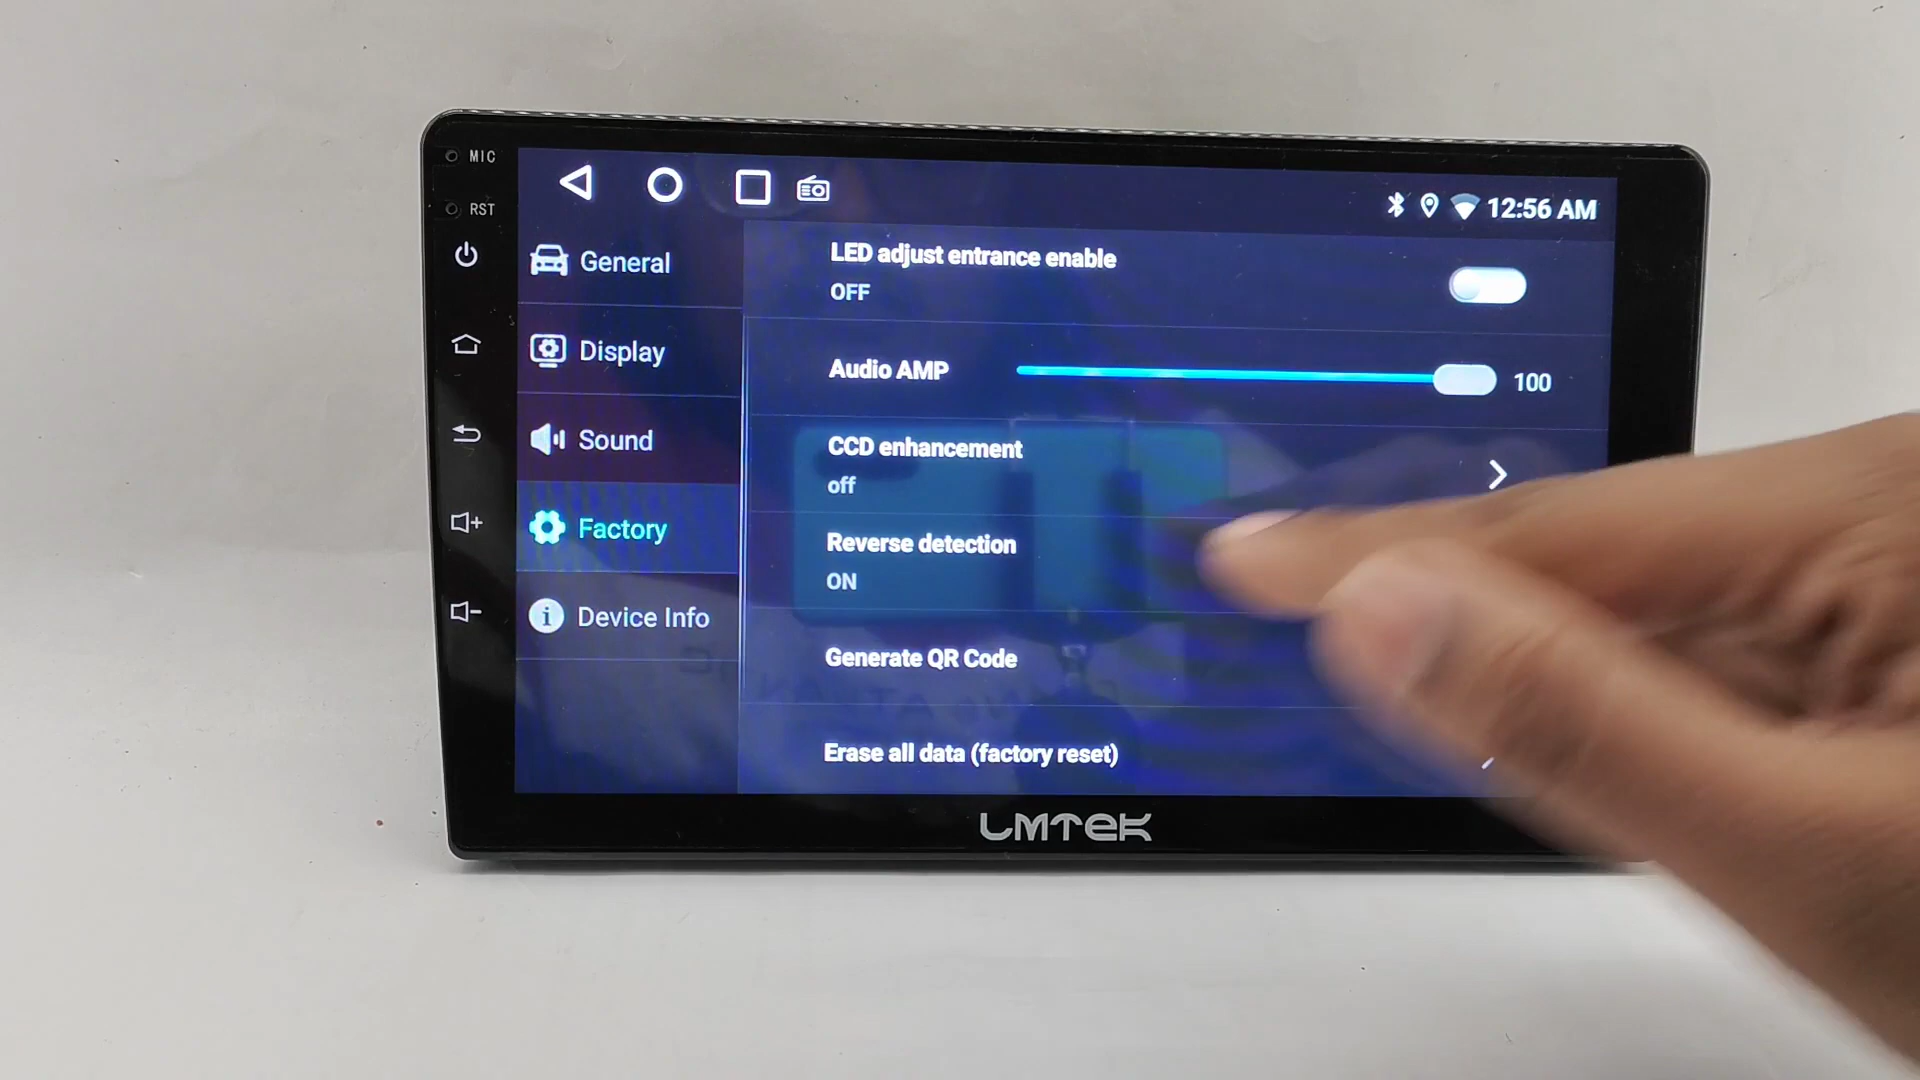 MIC
RST
12:56 AM
General
Display
Sound
Factory
Device Info
LED adjust entrance enable
OFF
Audio AMP
100
CCD enhancement
off
Reverse detection
ON
Generate QR Code
Erase all data (factory reset)
LMTEK